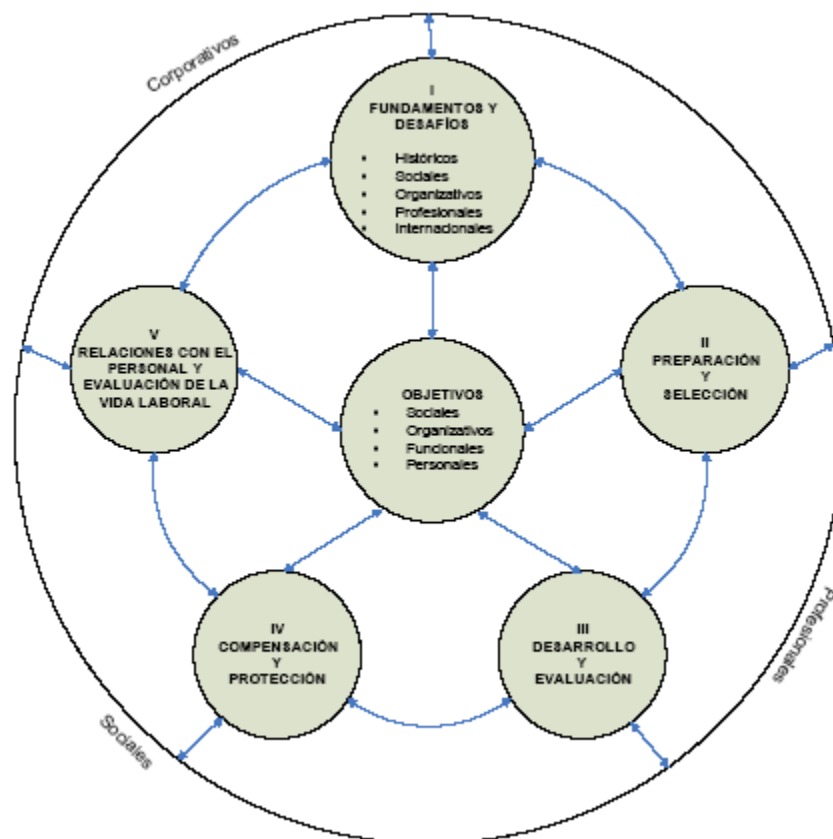 Corporativos
I
FUNDAMENTOS Y
DESAFÍOS
• Históricos
• Sociales
• Organizativos
• Profesionales
• Internacionales
V
RELACIONES CON EL
PERSONAL Y
EVALUACIÓN DE LA
VIDA LABORAL
II
PREPARACIÓN
Y
SELECCIÓN
OBJETIVOS
• Sociales
• Organizativos
• Funcionales
• Personales
IV
COMPENSACIÓN
Y
PROTECCIÓN
III
DESARROLLO
Y
EVALUACIÓN
Profesionales
Sociales